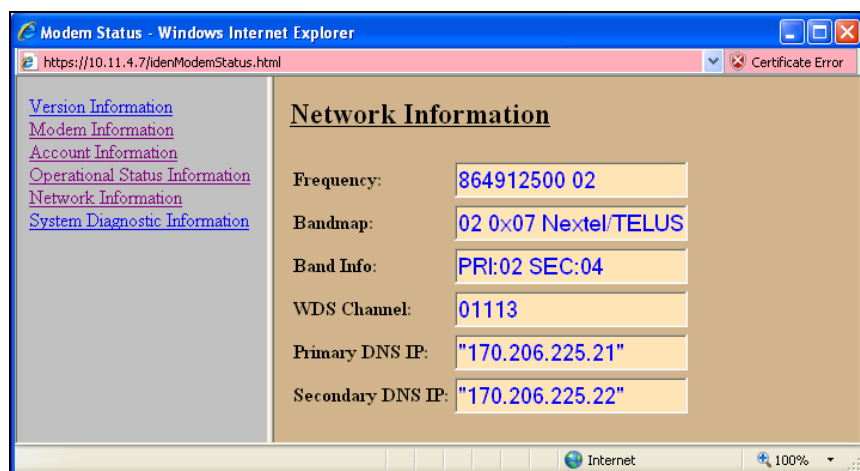 Modem Status - Windows Internet Explorer
https://10.11.4.7/idenModemStatus.html
Certificate Error
Version Information
Modem Information
Account Information
Operational Status Information
Network Information
System Diagnostic Information
Network Information
Frequency: 864912500 02
Bandmap: 02 0x07 Nextel/TELUS
Band Info: PRI:02 SEC:04
WDS Channel: 01113
Primary DNS IP: "170.206.225.21"
Secondary DNS IP: "170.206.225.22"
Internet
100%